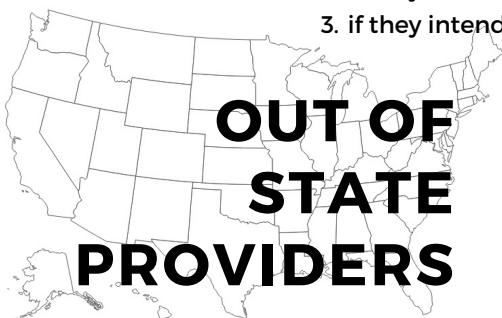 3. if they intend
OUT OF
STATE
PROVIDERS